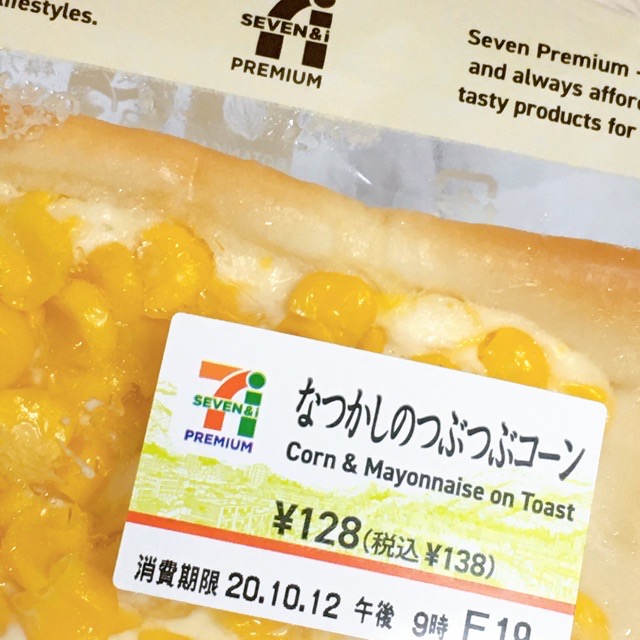 festyles.
SEVEN&i
PREMIUM
Seven Premium -
and always afford
tasty products for
SEVEN&i
PREMIUM
なつかしのつぶつぶコーン
Corn & Mayonnaise on Toast
¥128(税込 ¥138)
消費期限 20.10.12 午後 9時 F19